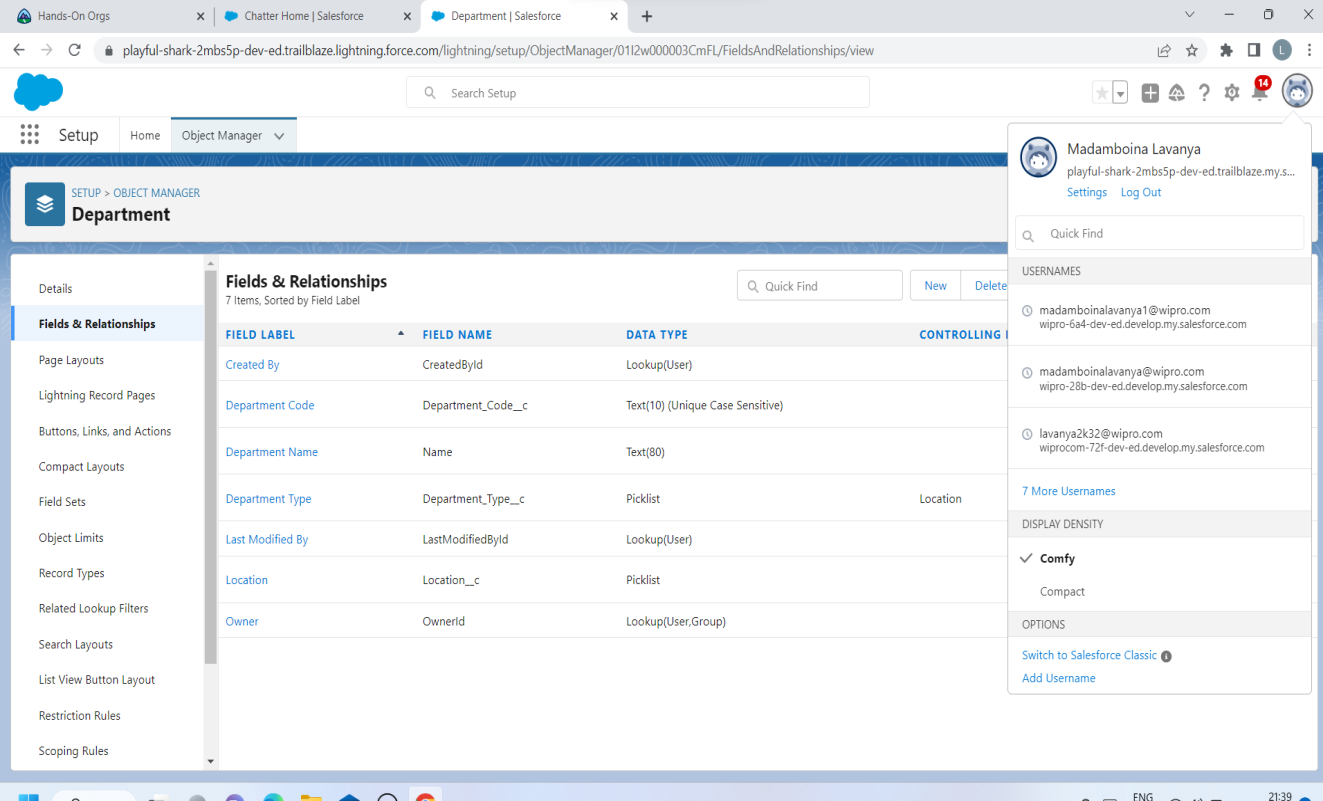 Hands-On Orgs
Chatter Home | Salesforce
Department | Salesforce
playful-shark-2mbs5p-dev-ed.trailblaze.lightning.force.com/lightning/setup/ObjectManager/01I2w000003CmFL/FieldsAndRelationships/view
L
Search Setup
14
Setup
Home
Object Manager
SETUP > OBJECT MANAGER
Department
Details
Fields & Relationships
Page Layouts
Lightning Record Pages
Buttons, Links, and Actions
Compact Layouts
Field Sets
Object Limits
Record Types
Related Lookup Filters
Search Layouts
List View Button Layout
Restriction Rules
Scoping Rules
Fields & Relationships
7 Items, Sorted by Field Label
Quick Find
New
Delete
FIELD LABEL FIELD NAME DATA TYPE CONTROLLING
Created By CreatedById Lookup(User)
Department Code Department_Code__c Text(10) (Unique Case Sensitive)
Department Name Name Text(80)
Department Type Department_Type__c Picklist Location
Last Modified By LastModifiedById Lookup(User)
Location Location__c Picklist
Owner OwnerId Lookup(User,Group)
Madamboina Lavanya
playful-shark-2mbs5p-dev-ed.trailblaze.my.s...
Settings Log Out
Quick Find
USERNAMES
madamboinalavanya1@wipro.com
wipro-6a4-dev-ed.develop.my.salesforce.com
madamboinalavanya@wipro.com
wipro-28b-dev-ed.develop.my.salesforce.com
lavanya2k32@wipro.com
wiprocom-72f-dev-ed.develop.my.salesforce.com
7 More Usernames
DISPLAY DENSITY
Comfy
Compact
OPTIONS
Switch to Salesforce Classic
Add Username
ENG
21:39